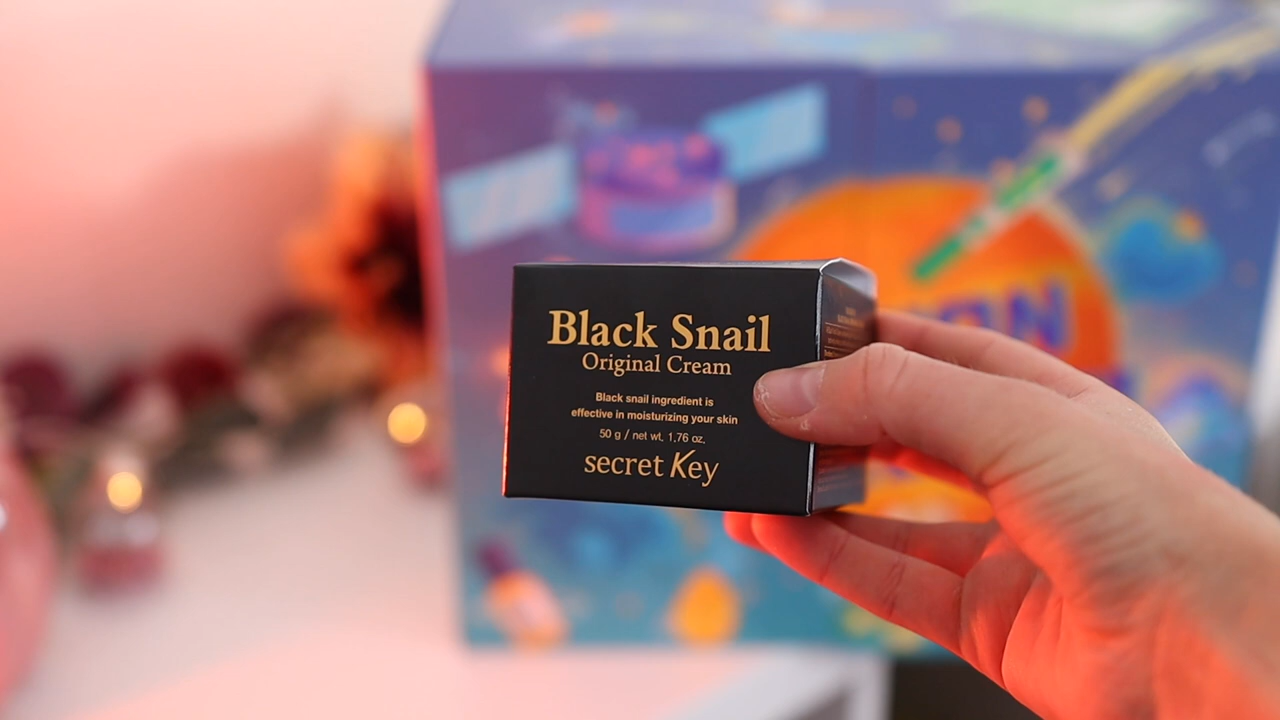 Black Snail
Original Cream
Black snail ingredient is
effective in moisturizing your skin
50 g / net wt. 1.76 oz.
secret Key